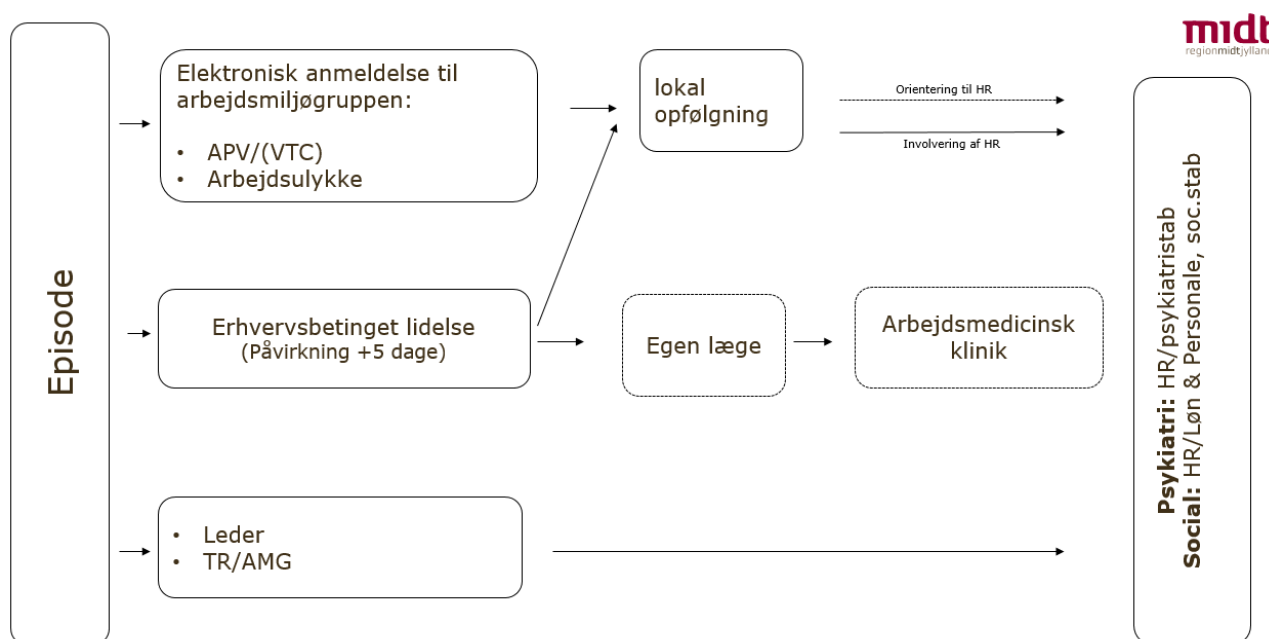 midt
regionmidtjylland
Episode
Elektronisk anmeldelse til
arbejdsmiljøgruppen:
• APV/(VTC)
• Arbejdsulykke
lokal
opfølgning
Orientering til HR
Involvering af HR
Erhvervsbetinget lidelse
(Påvirkning +5 dage)
Egen læge
Arbejdsmedicinsk
klinik
• Leder
• TR/AMG
Psykiatri: HR/psykiatristab
Social: HR/Løn & Personale, soc.stab